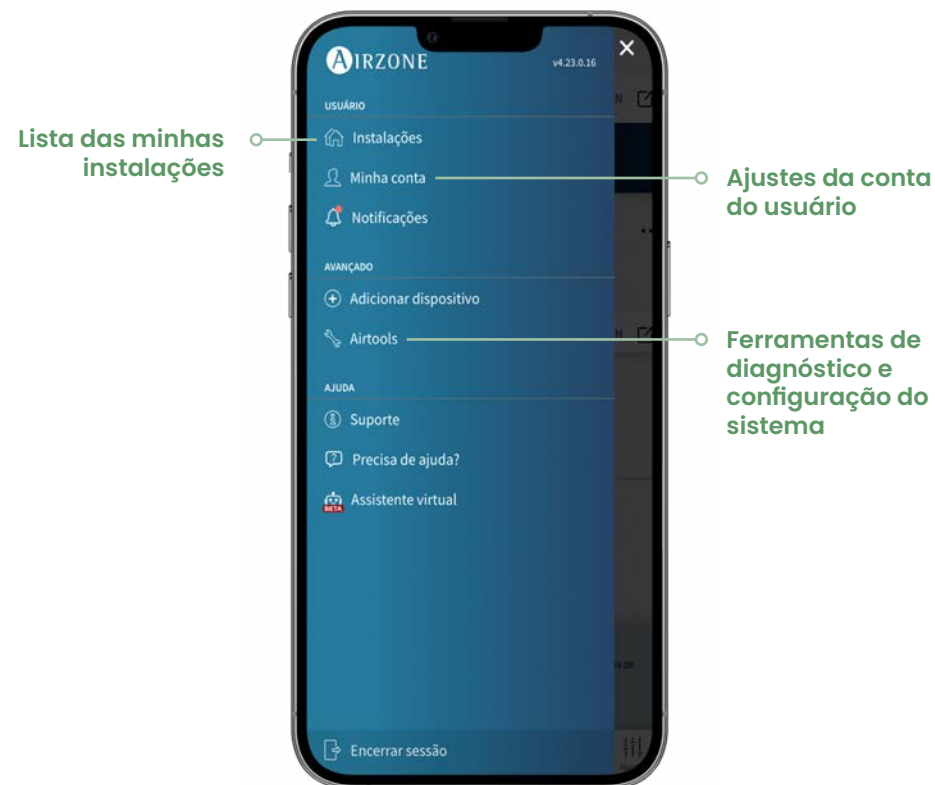 AIRZONE
v4.23.0.16
USUÁRIO
Instalações
Minha conta
Notificações
AVANÇADO
Adicionar dispositivo
Airtools
AJUDA
Suporte
Precisa de ajuda?
BETA
Assistente virtual
Encerrar sessão
Lista das minhas
instalações
Ajustes da conta
do usuário
Ferramentas de
diagnóstico e
configuração do
sistema